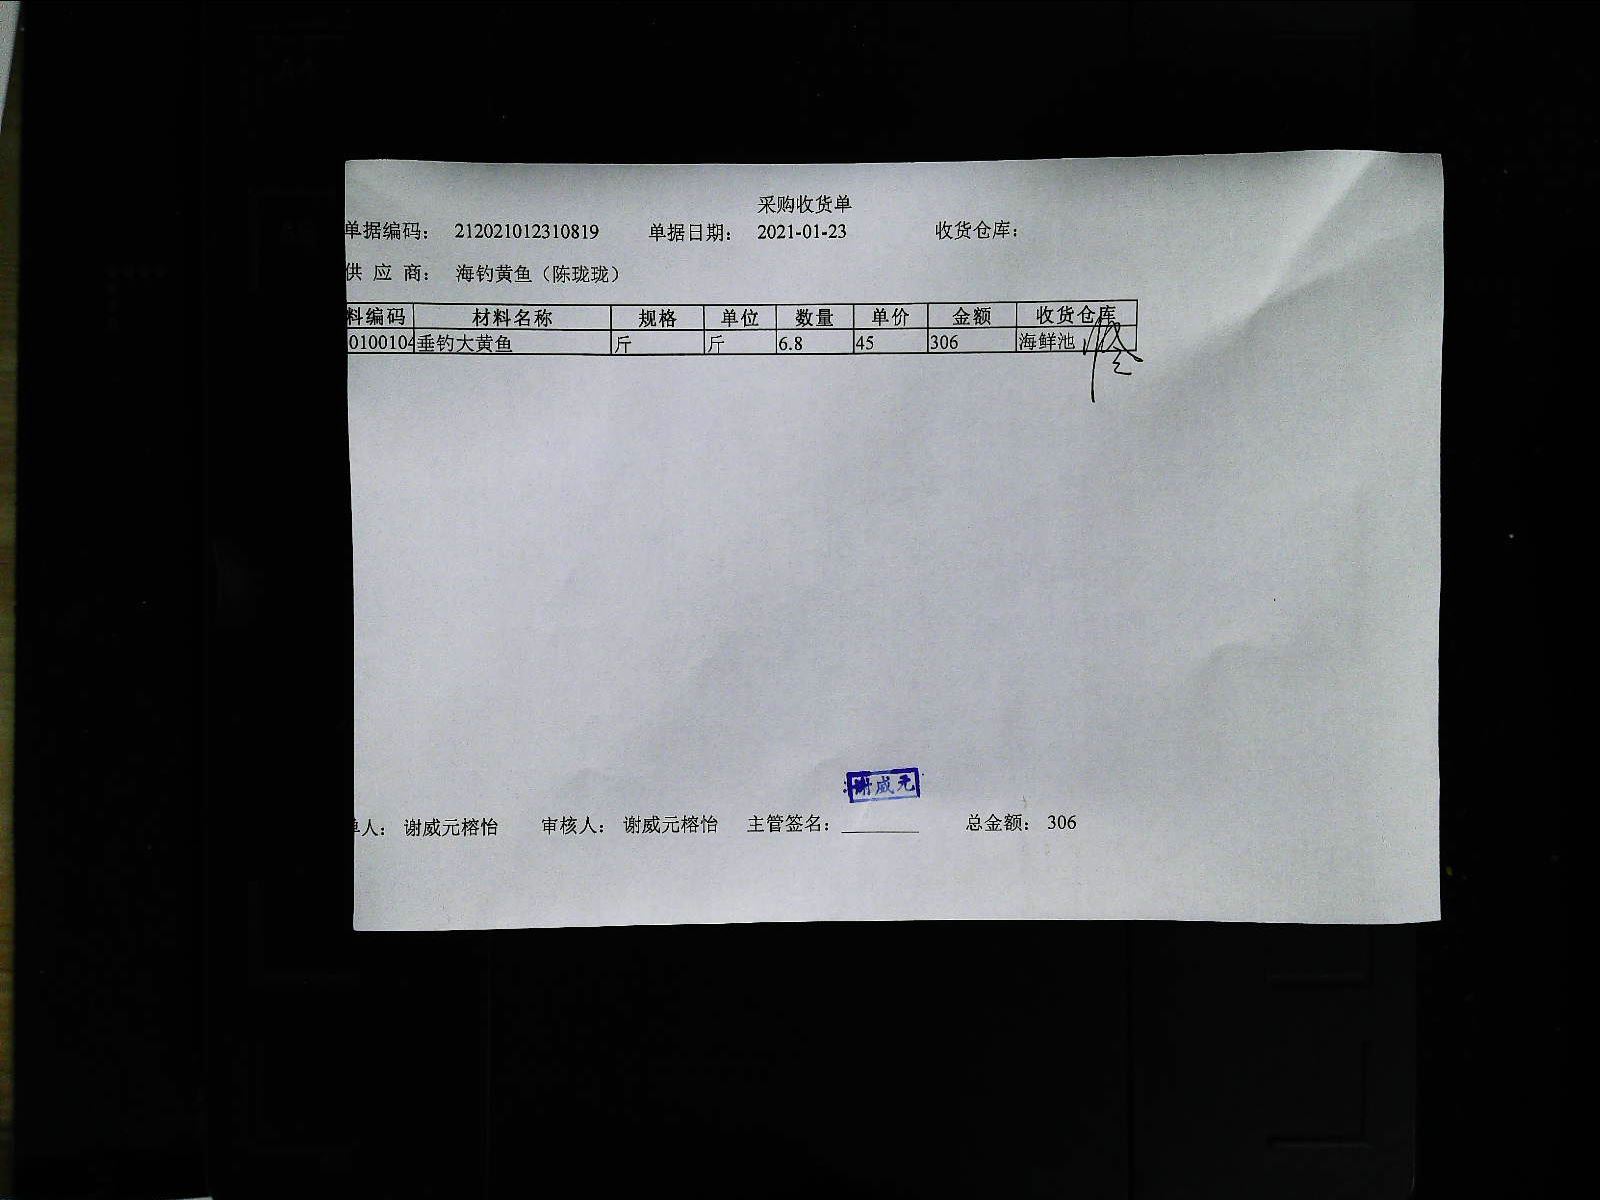 采购收货单
单据编码： 212021012310819 单据日期： 2021-01-23 收货仓库：
供 应 商： 海钓黄鱼（陈珑珑）
料编码 材料名称 规格 单位 数量 单价 金额 收货仓库
0100104 垂钓大黄鱼 斤 斤 6.8 45 306 海鲜池
谢威元
单人： 谢威元榕怡 审核人： 谢威元榕怡 主管签名： ________ 总金额： 306